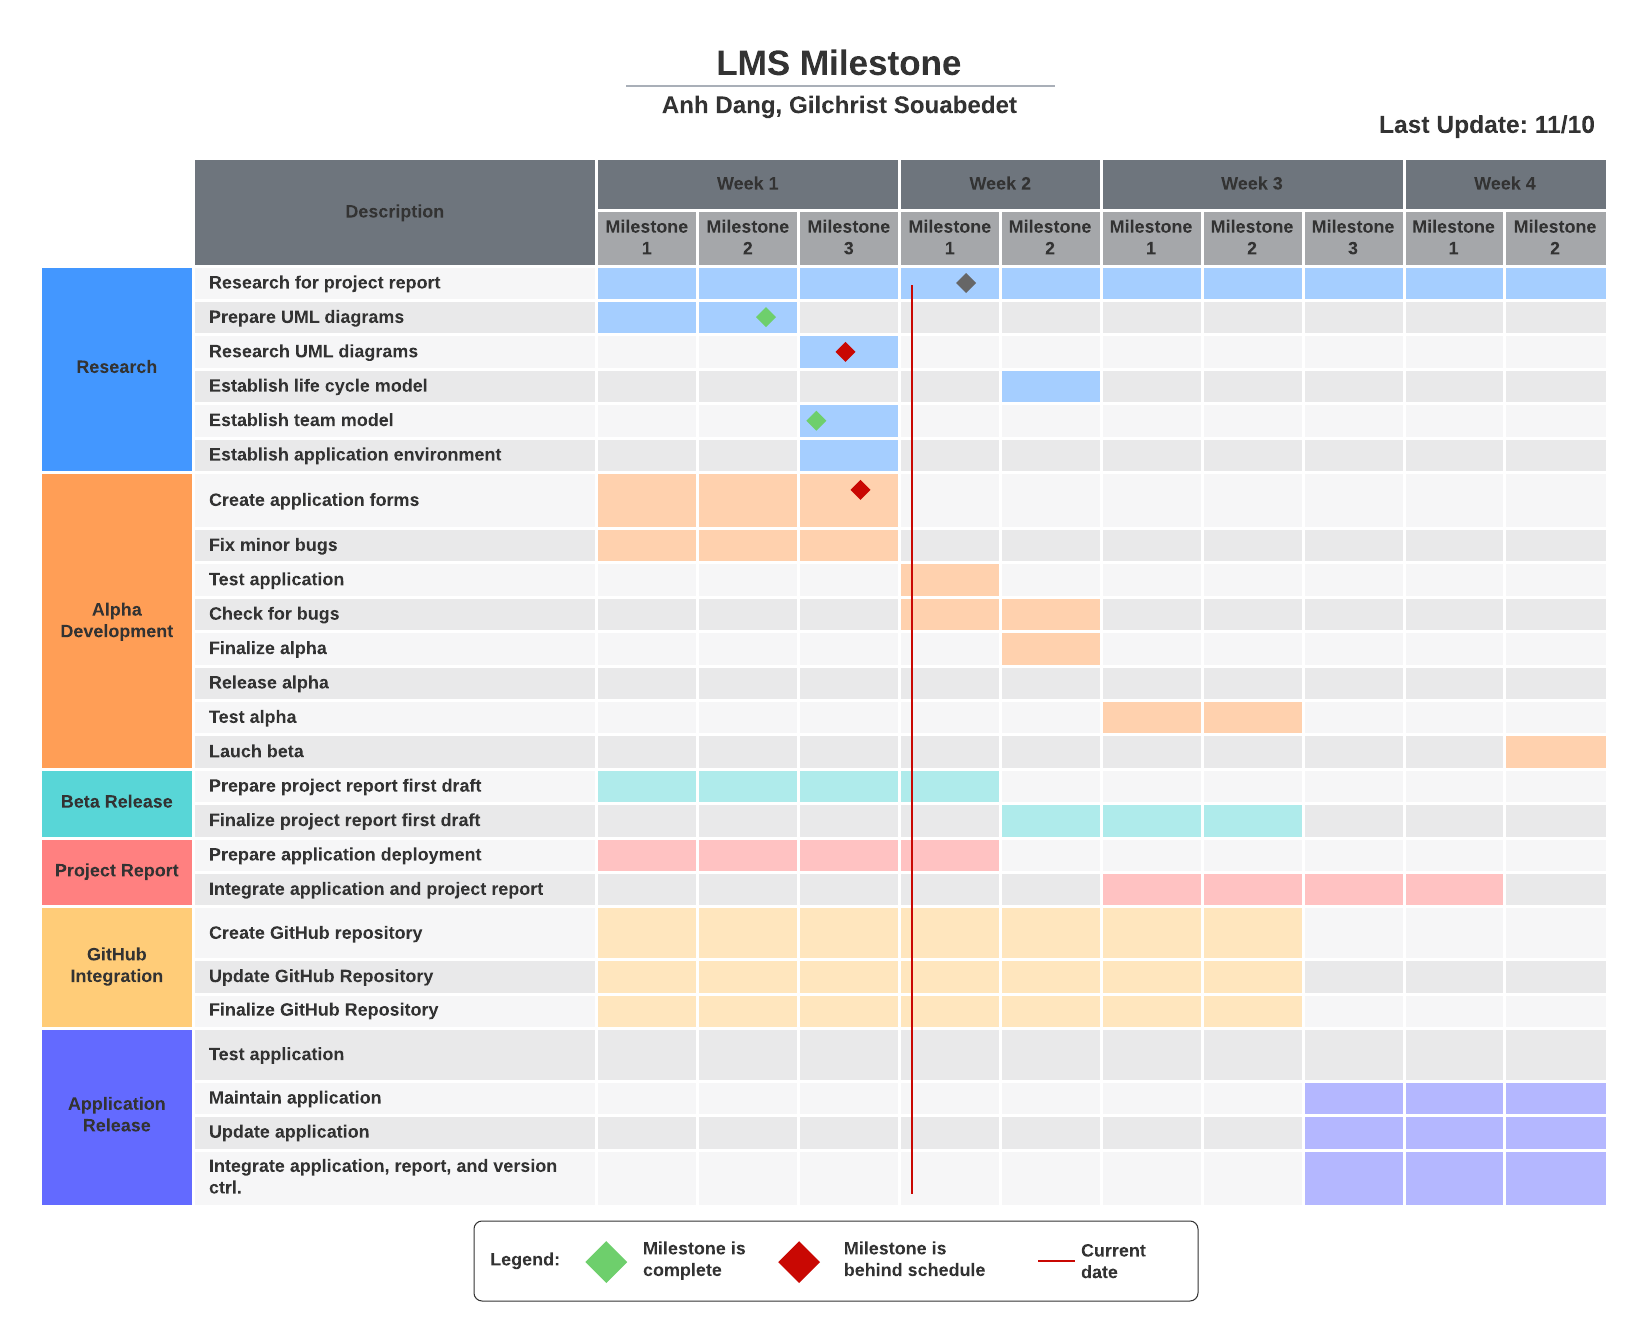 LMS Milestone
Anh Dang, Gilchrist Souabedet
Last Update: 11/10
Description
Week 1
Week 2
Week 3
Week 4
Milestone 1
Milestone 2
Milestone 3
Milestone 1
Milestone 2
Milestone 1
Milestone 2
Milestone 3
Milestone 1
Milestone 2
Research
Research for project report
Prepare UML diagrams
Research UML diagrams
Establish life cycle model
Establish team model
Establish application environment
Alpha
Development
Create application forms
Fix minor bugs
Test application
Check for bugs
Finalize alpha
Release alpha
Test alpha
Lauch beta
Beta Release
Prepare project report first draft
Finalize project report first draft
Project Report
Prepare application deployment
Integrate application and project report
GitHub
Integration
Create GitHub repository
Update GitHub Repository
Finalize GitHub Repository
Application
Release
Test application
Maintain application
Update application
Integrate application, report, and version
ctrl.
Legend:
Milestone is
complete
Milestone is
behind schedule
Current
date